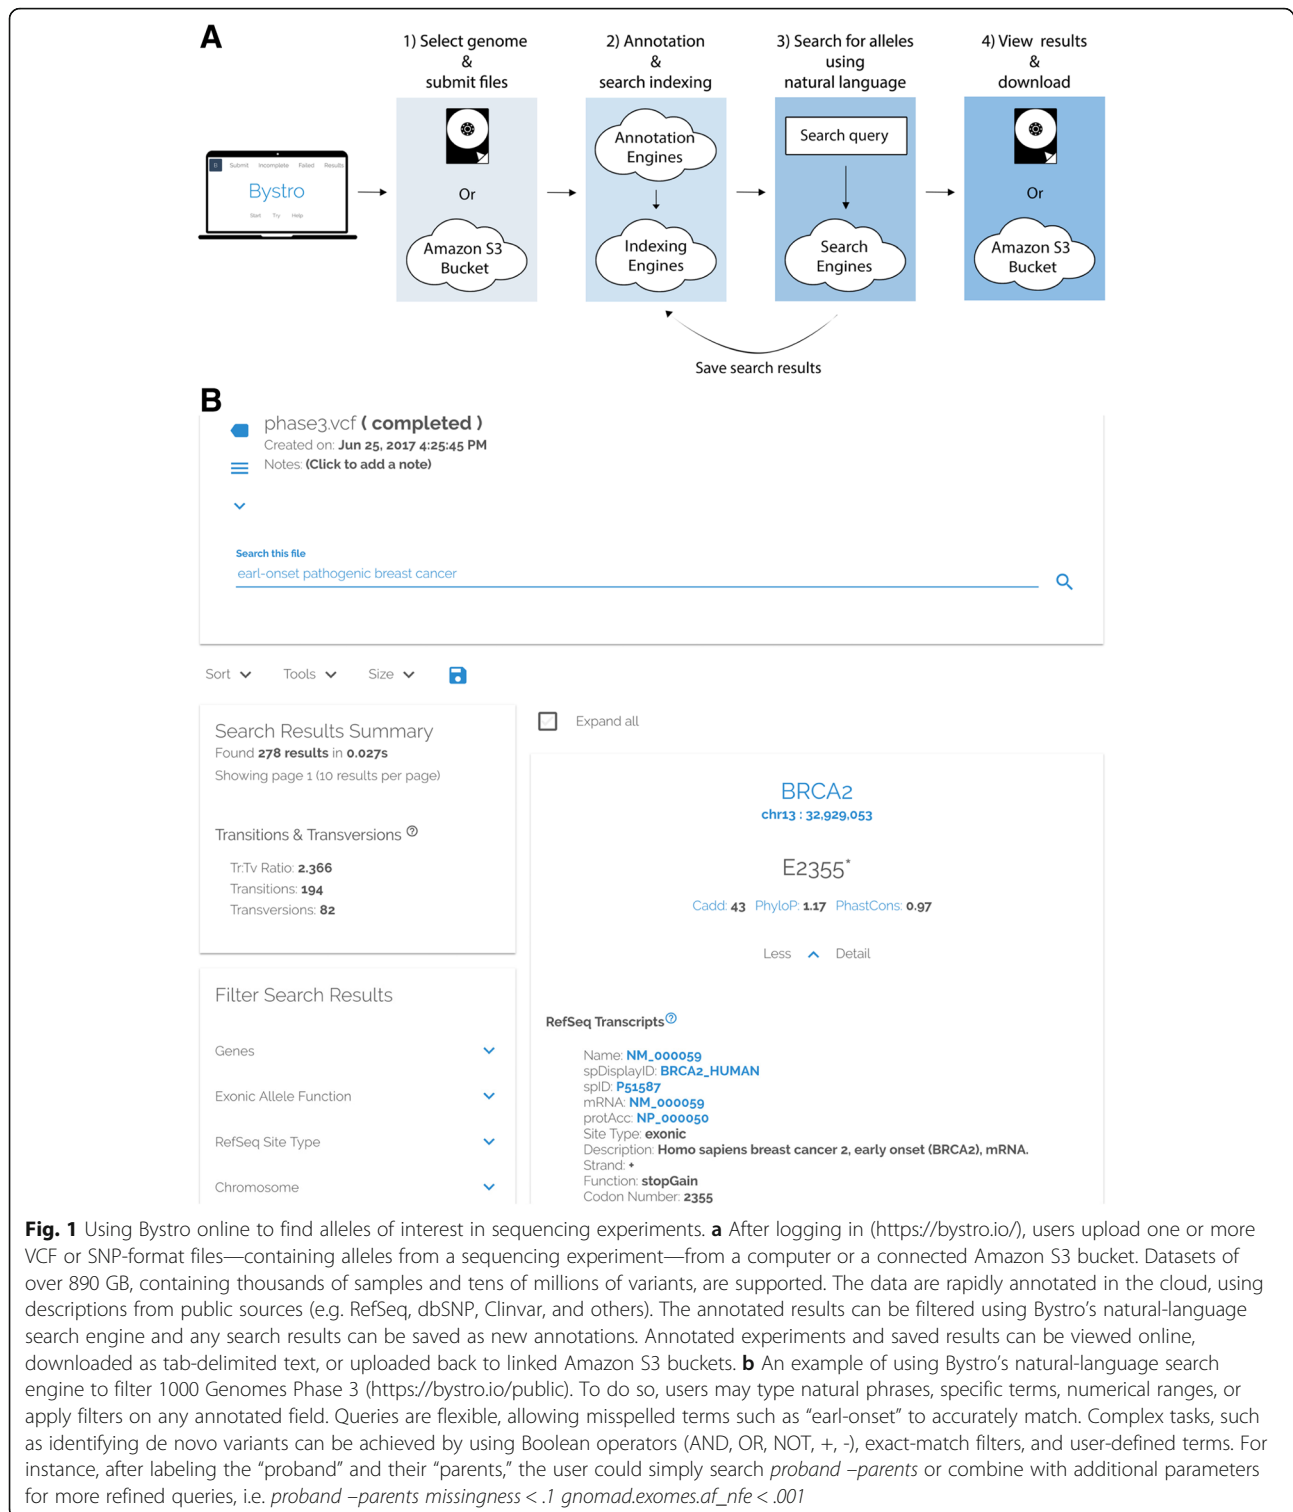 A
1) Select genome
&
submit files
2) Annotation
&
search indexing
3) Search for alleles
using
natural language
4) View results
&
download
B Submit Incomplete Failed Results
Bystro
Start Try Help
Or
Amazon S3
Bucket
Annotation
Engines
Indexing
Engines
Search query
Search
Engines
Or
Amazon S3
Bucket
Save search results
B
phase3.vcf ( completed )
Created on: Jun 25, 2017 4:25:45 PM
Notes: (Click to add a note)
Search this file
earl-onset pathogenic breast cancer
Sort Tools Size
Search Results Summary
Found 278 results in 0.027s
Showing page 1 (10 results per page)
Transitions & Transversions ?
Tr:Tv Ratio: 2.366
Transitions: 194
Transversions: 82
Filter Search Results
Genes
Exonic Allele Function
RefSeq Site Type
Chromosome
Expand all
BRCA2
chr13 : 32,929,053
E2355*
Cadd: 43 PhyloP: 1.17 PhastCons: 0.97
Less Detail
RefSeq Transcripts ?
Name: NM_000059
spDisplayID: BRCA2_HUMAN
spID: P51587
mRNA: NM_000059
protAcc: NP_000050
Site Type: exonic
Description: Homo sapiens breast cancer 2, early onset (BRCA2), mRNA.
Strand: +
Function: stopGain
Codon Number: 2355
Fig. 1 Using Bystro online to find alleles of interest in sequencing experiments. a After logging in (https://bystro.io/), users upload one or more
VCF or SNP-format files—containing alleles from a sequencing experiment—from a computer or a connected Amazon S3 bucket. Datasets of
over 890 GB, containing thousands of samples and tens of millions of variants, are supported. The data are rapidly annotated in the cloud, using
descriptions from public sources (e.g. RefSeq, dbSNP, Clinvar, and others). The annotated results can be filtered using Bystro’s natural-language
search engine and any search results can be saved as new annotations. Annotated experiments and saved results can be viewed online,
downloaded as tab-delimited text, or uploaded back to linked Amazon S3 buckets. b An example of using Bystro’s natural-language search
engine to filter 1000 Genomes Phase 3 (https://bystro.io/public). To do so, users may type natural phrases, specific terms, numerical ranges, or
apply filters on any annotated field. Queries are flexible, allowing misspelled terms such as “earl-onset” to accurately match. Complex tasks, such
as identifying de novo variants can be achieved by using Boolean operators (AND, OR, NOT, +, -), exact-match filters, and user-defined terms. For
instance, after labeling the “proband” and their “parents,” the user could simply search proband –parents or combine with additional parameters
for more refined queries, i.e. proband –parents missingness < .1 gnomad.exomes.af_nfe < .001